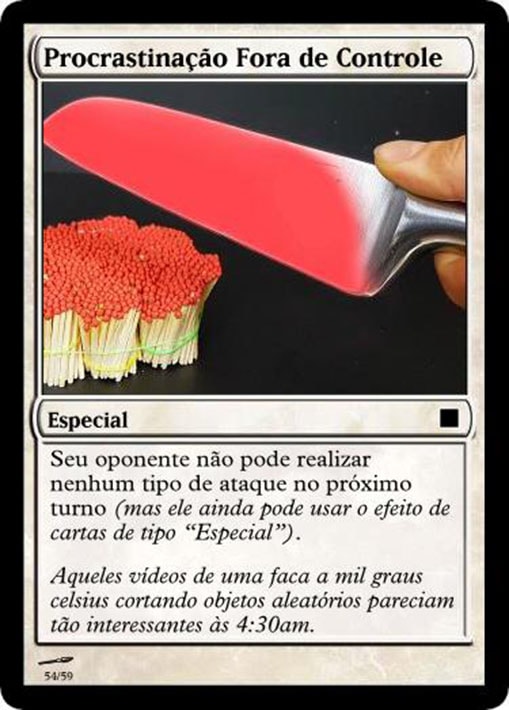 Procrastinação Fora de Controle
Especial
Seu oponente não pode realizar
nenhum tipo de ataque no próximo
turno (mas ele ainda pode usar o efeito de
cartas de tipo “Especial”).
Aqueles vídeos de uma faca a mil graus
celsius cortando objetos aleatórios pareciam
tão interessantes às 4:30am.
54/59